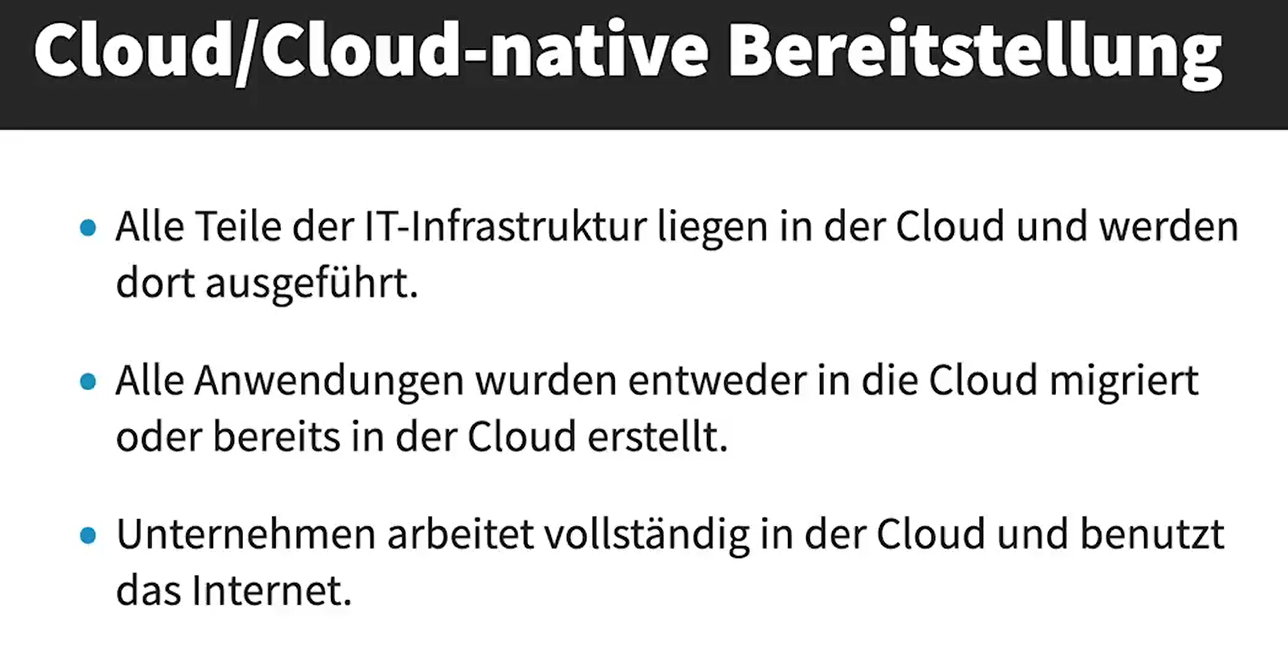 Cloud/Cloud-native Bereitstellung
• Alle Teile der IT-Infrastruktur liegen in der Cloud und werden
dort ausgeführt.
• Alle Anwendungen wurden entweder in die Cloud migriert
oder bereits in der Cloud erstellt.
• Unternehmen arbeitet vollständig in der Cloud und benutzt
das Internet.